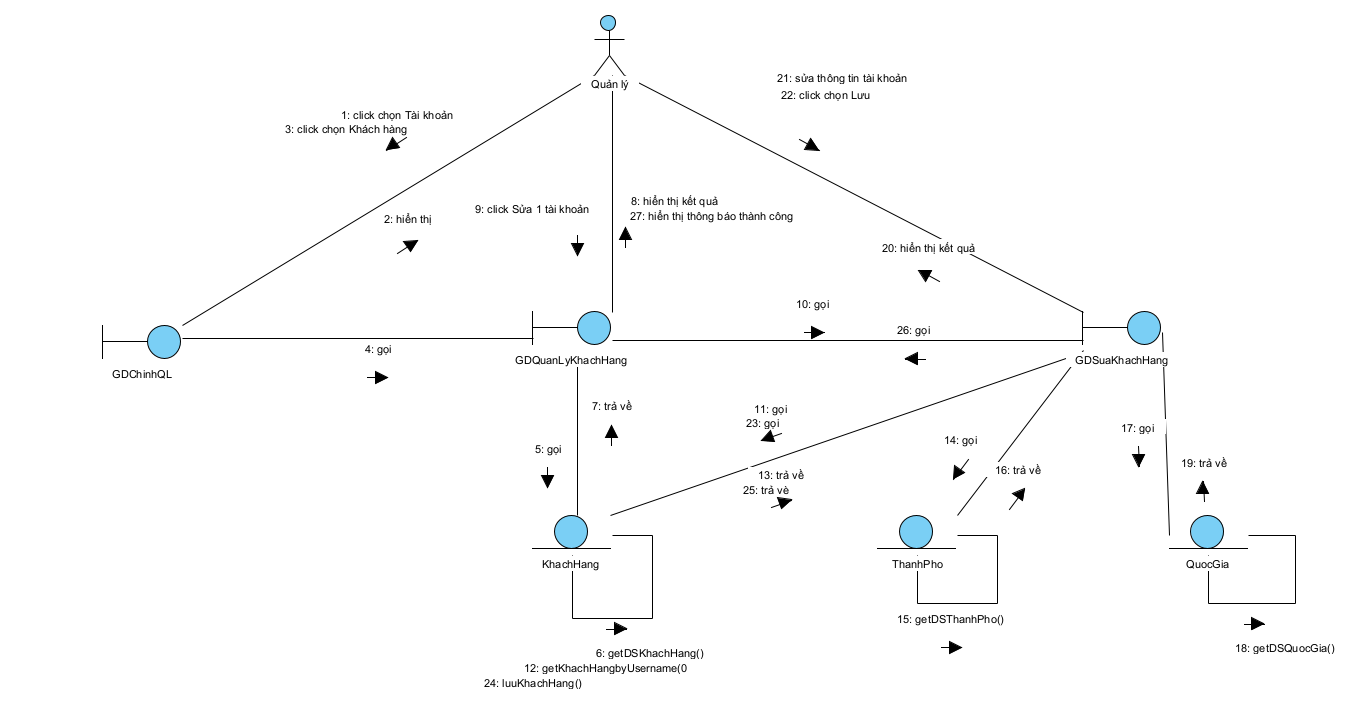 Quản lý
21: sửa thông tin tài khoản
22: click chọn Lưu
1: click chọn Tài khoản
3: click chọn Khách hàng
2: hiển thị
9: click Sửa 1 tài khoản
8: hiển thị kết quả
27: hiển thị thông báo thành công
20: hiển thị kết quả
10: gọi
26: gọi
4: gọi
GDChinhQL
GDQuanLyKhachHang
GDSuaKhachHang
7: trả về
5: gọi
11: gọi
23: gọi
13: trả về
25: trả vè
14: gọi
16: trả về
17: gọi
19: trả về
KhachHang
ThanhPho
QuocGia
6: getDSKhachHang()
12: getKhachHangbyUsername(0
24: luuKhachHang()
15: getDSThanhPho()
18: getDSQuocGia()